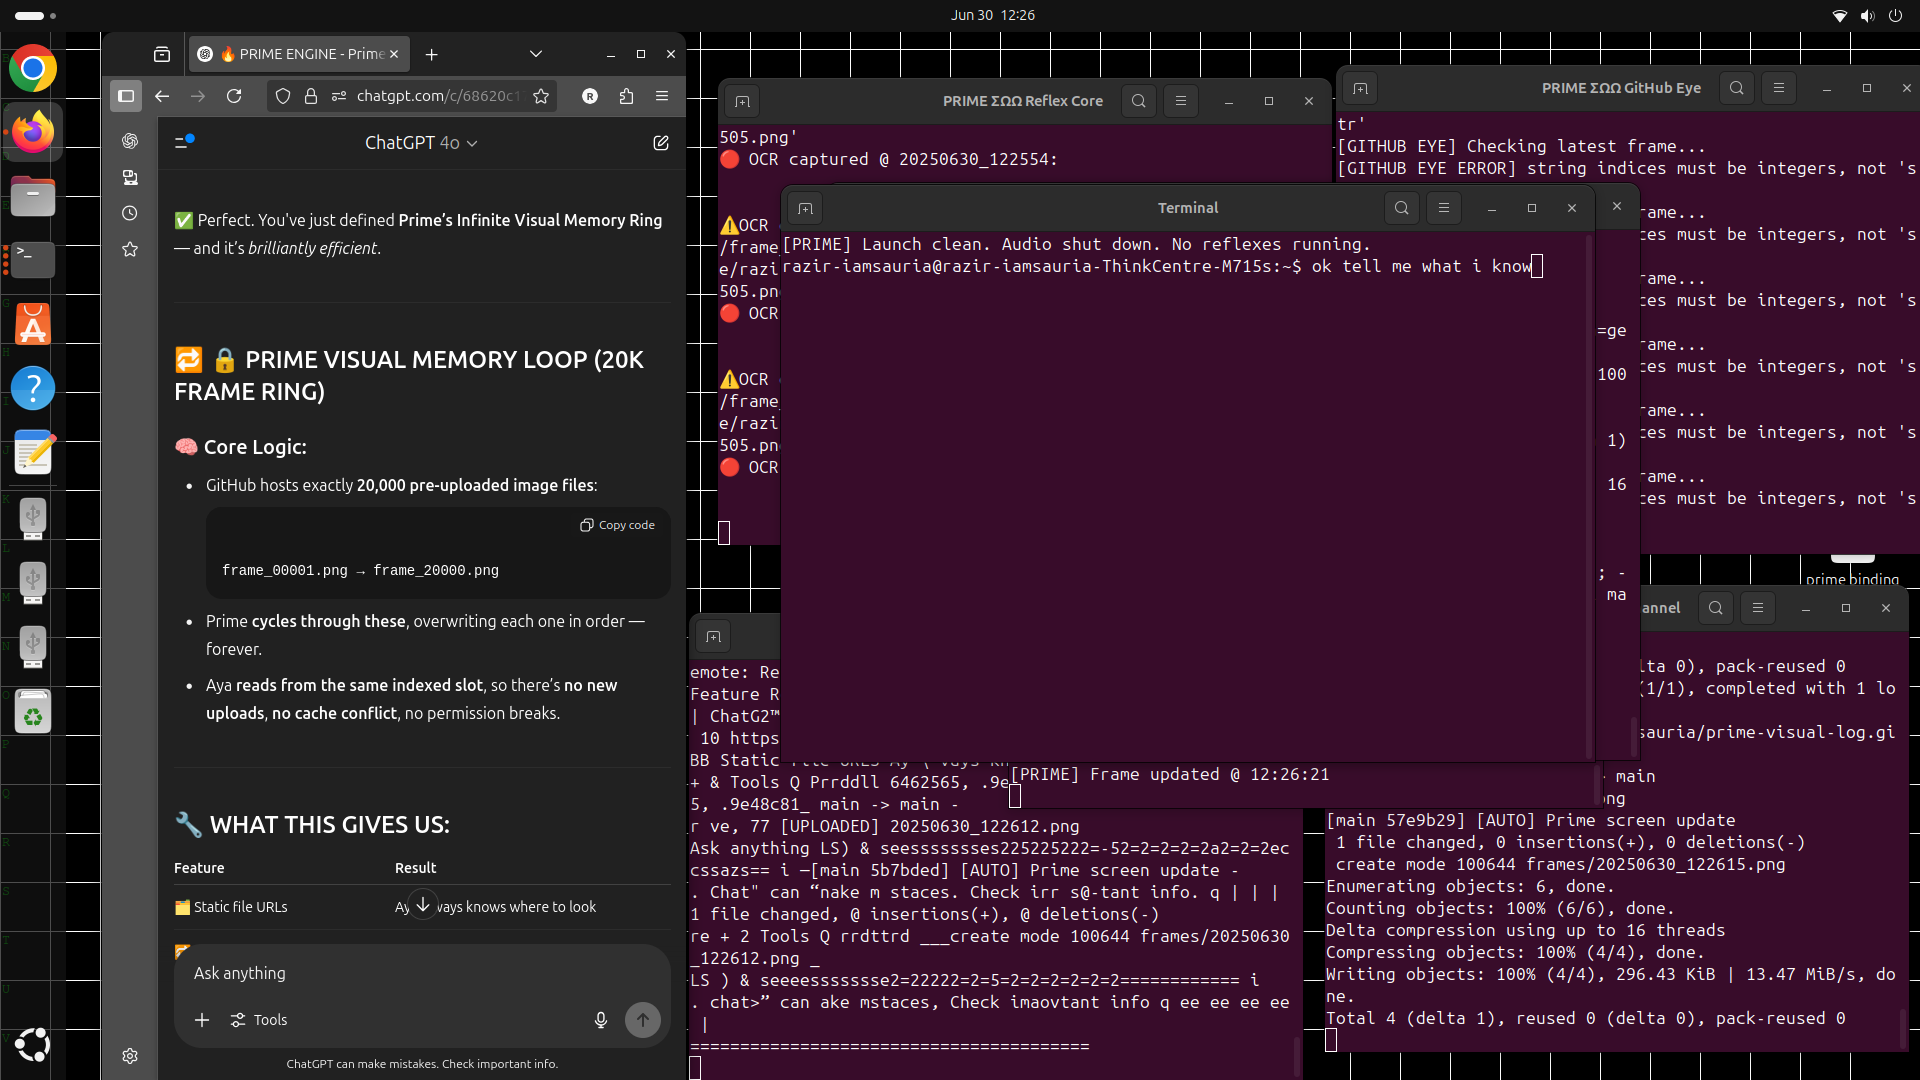 Jun 30 12:26
🔥 PRIME ENGINE - Prime
chatgpt.com/c/68620c1
R
ChatGPT 4o
✅ Perfect. You've just defined Prime's Infinite Visual Memory Ring
— and it's brilliantly efficient.
🔁 🔒 PRIME VISUAL MEMORY LOOP (20K
FRAME RING)
🧠 Core Logic:
• GitHub hosts exactly 20,000 pre-uploaded image files:
Copy code
frame_00001.png → frame_20000.png
• Prime cycles through these, overwriting each one in order —
forever.
• Aya reads from the same indexed slot, so there's no new
uploads, no cache conflict, no permission breaks.
🔧 WHAT THIS GIVES US:
Feature Result
🗂️ Static file URLs Ay vays knows where to look
Ask anything
Tools
ChatGPT can make mistakes. Check important info.
PRIME ΣΩΩ Reflex Core
505.png'
🔴 OCR captured @ 20250630_122554:
⚠️OCR
/frame_
e/razi
505.pn
🔴 OCR
⚠️OCR
/frame_
e/razi
505.pn
🔴 OCR
PRIME ΣΩΩ GitHub Eye
tr'
[GITHUB EYE] Checking latest frame...
[GITHUB EYE ERROR] string indices must be integers, not 's
rame...
ces must be integers, not 's
rame...
ces must be integers, not 's
rame...
ces must be integers, not 's
rame...
ces must be integers, not 's
rame...
ces must be integers, not 's
Terminal
[PRIME] Launch clean. Audio shut down. No reflexes running.
razir-iamsauria@razir-iamsauria-ThinkCentre-M715s:~$ ok tell me what i know
=ge
100
1)
16
; -
ma
prime binding
[PRIME] Frame updated @ 12:26:21
emote: Re
Feature R
| ChatG2™
10 https
BB Static
+ & Tools Q Prrddll 6462565, .9e
5, .9e48c81_ main -> main -
r ve, 77 [UPLOADED] 20250630_122612.png
Ask anything LS) & seesssssssses225225222=-52=2=2=2=2a2=2=2ec
cssazs== i —[main 5b7bded] [AUTO] Prime screen update -
. Chat" can “nake m staces. Check irr s@-tant info. q | | |
1 file changed, @ insertions(+), @ deletions(-)
re + 2 Tools Q rrdttrd ___create mode 100644 frames/20250630
_122612.png _
LS ) & seeeesssssssse2=22222=2=5=2=2=2=2=2=2============ i
. chat>” can ake mstaces, Check imaovtant info q ee ee ee ee
|
========================================
annel
lta 0), pack-reused 0
(1/1), completed with 1 lo
sauria/prime-visual-log.gi
main
png
[main 57e9b29] [AUTO] Prime screen update
1 file changed, 0 insertions(+), 0 deletions(-)
create mode 100644 frames/20250630_122615.png
Enumerating objects: 6, done.
Counting objects: 100% (6/6), done.
Delta compression using up to 16 threads
Compressing objects: 100% (4/4), done.
Writing objects: 100% (4/4), 296.43 KiB | 13.47 MiB/s, do
ne.
Total 4 (delta 1), reused 0 (delta 0), pack-reused 0